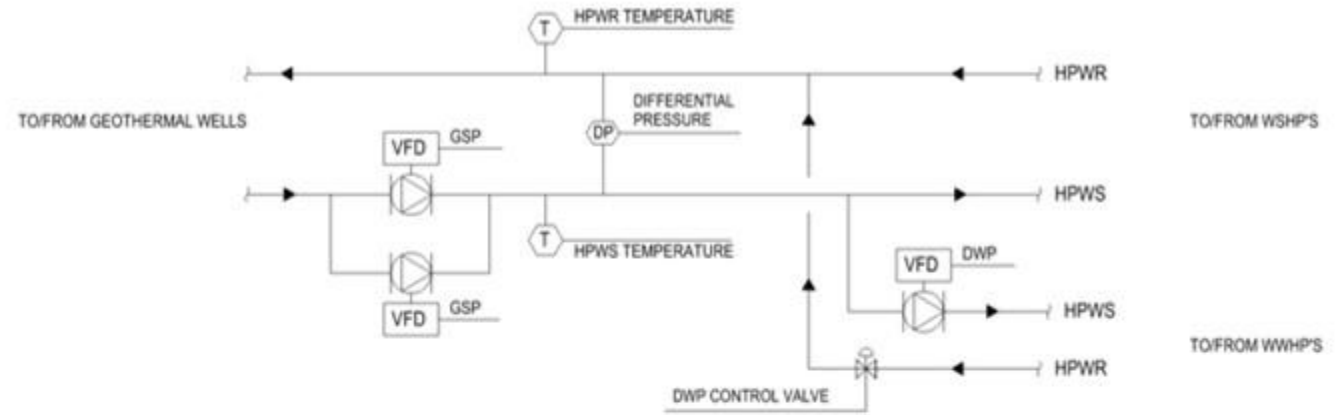 HPWR TEMPERATURE
T
HPWR
TO/FROM GEOTHERMAL WELLS
DIFFERENTIAL
PRESSURE
DP
TO/FROM WSHP'S
VFD
GSP
HPWS
T
HPWS TEMPERATURE
VFD
GSP
VFD
DWP
HPWS
TO/FROM WWHP'S
HPWR
DWP CONTROL VALVE